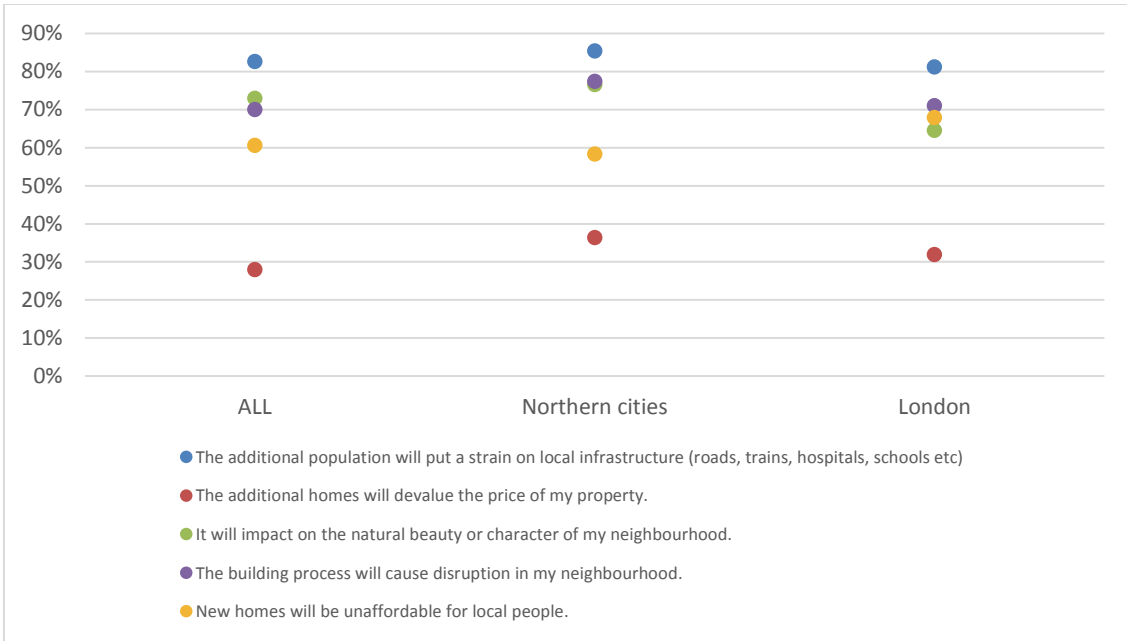 90%
80%
70%
60%
50%
40%
30%
20%
10%
0%
ALL Northern cities London
The additional population will put a strain on local infrastructure (roads, trains, hospitals, schools etc)
The additional homes will devalue the price of my property.
It will impact on the natural beauty or character of my neighbourhood.
The building process will cause disruption in my neighbourhood.
New homes will be unaffordable for local people.